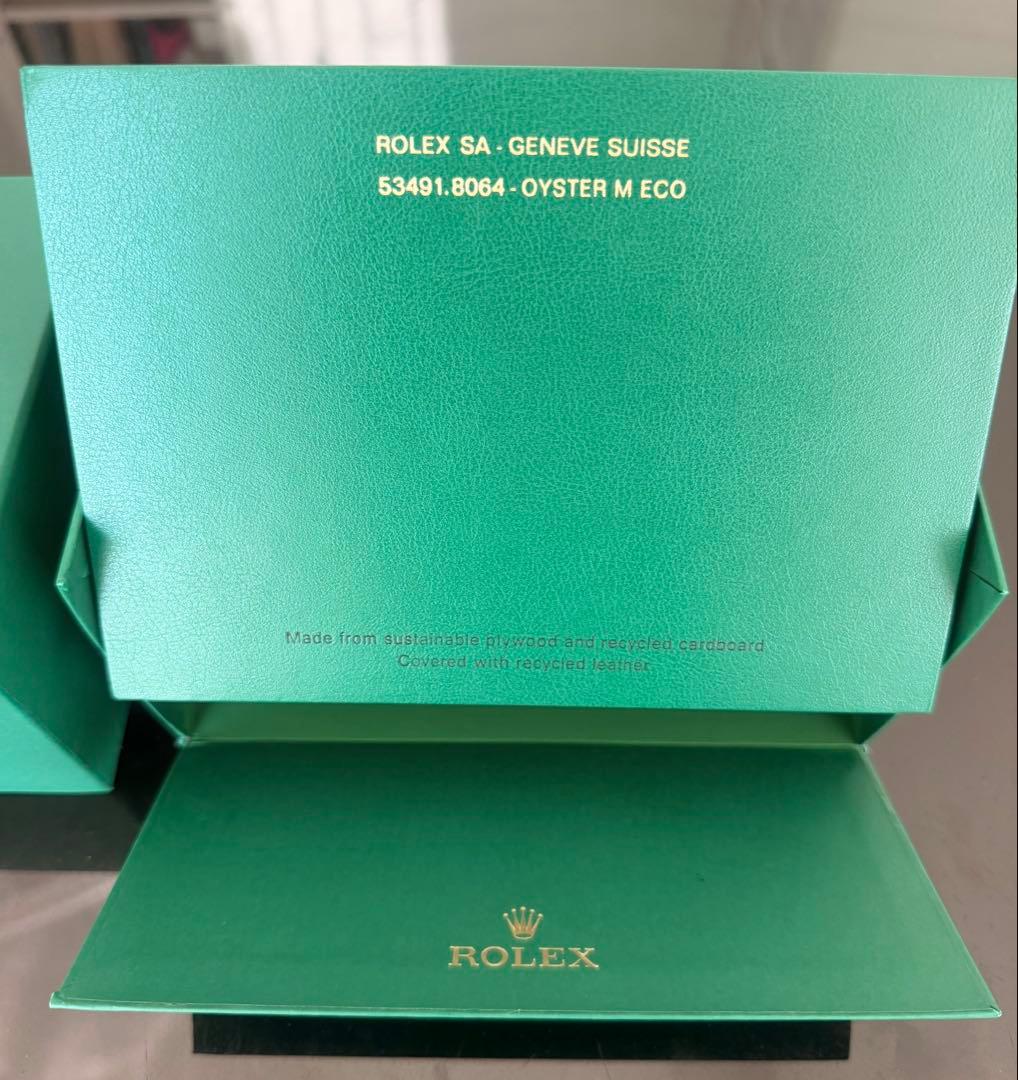 ROLEX SA - GENEVE SUISSE
53491.8064 - OYSTER M ECO
Made from sustainable plywood and recycled cardboard
Covered with recycled leather
ROLEX